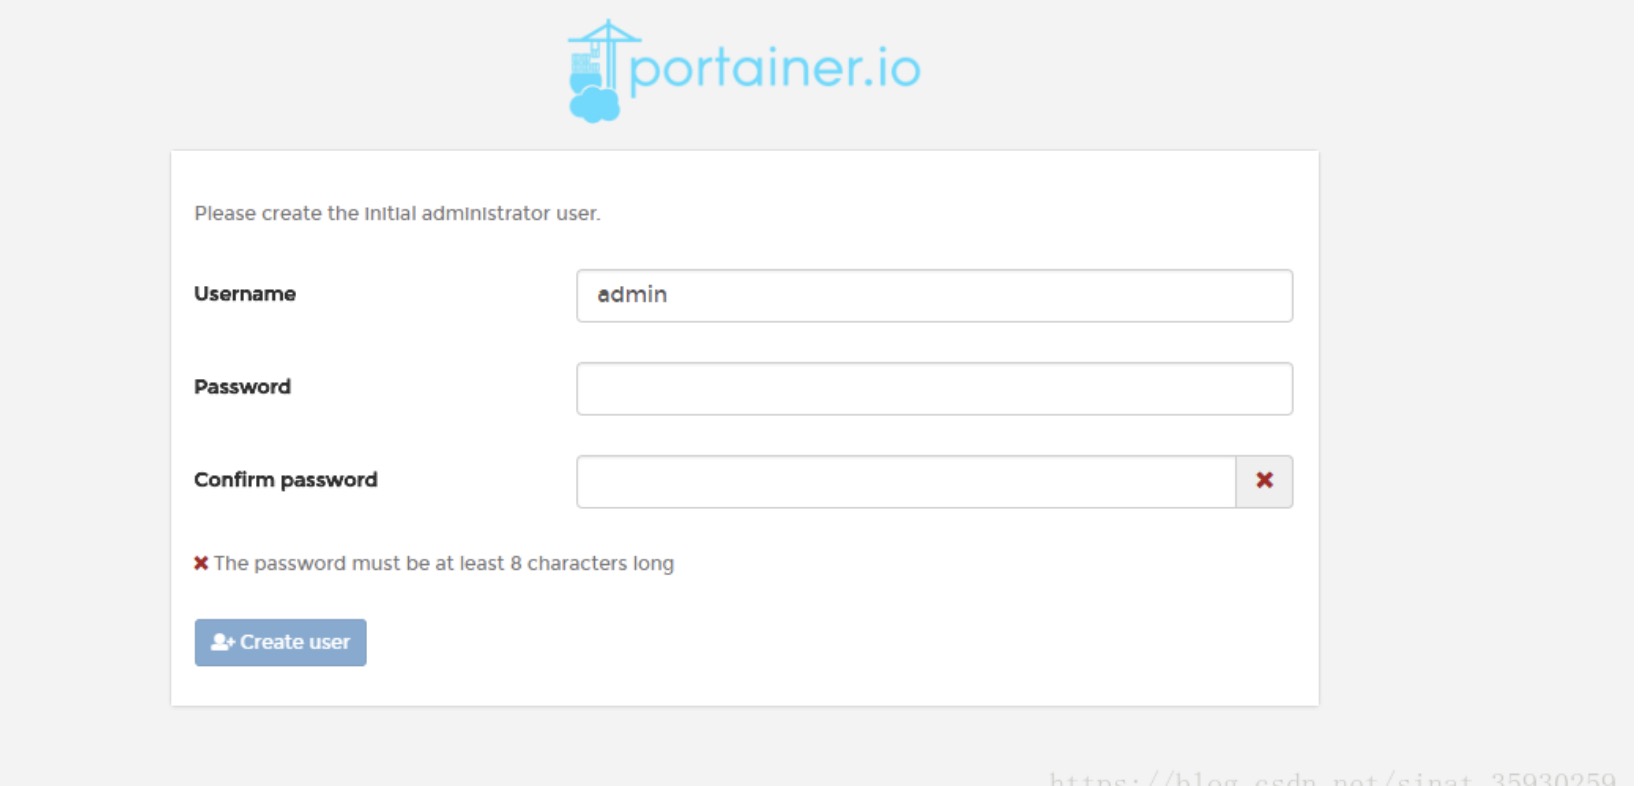 portainer.io
Please create the initial administrator user.
Username
admin
Password
Confirm password
The password must be at least 8 characters long
Create user
https://blog.csdn.net/sinat_35930259